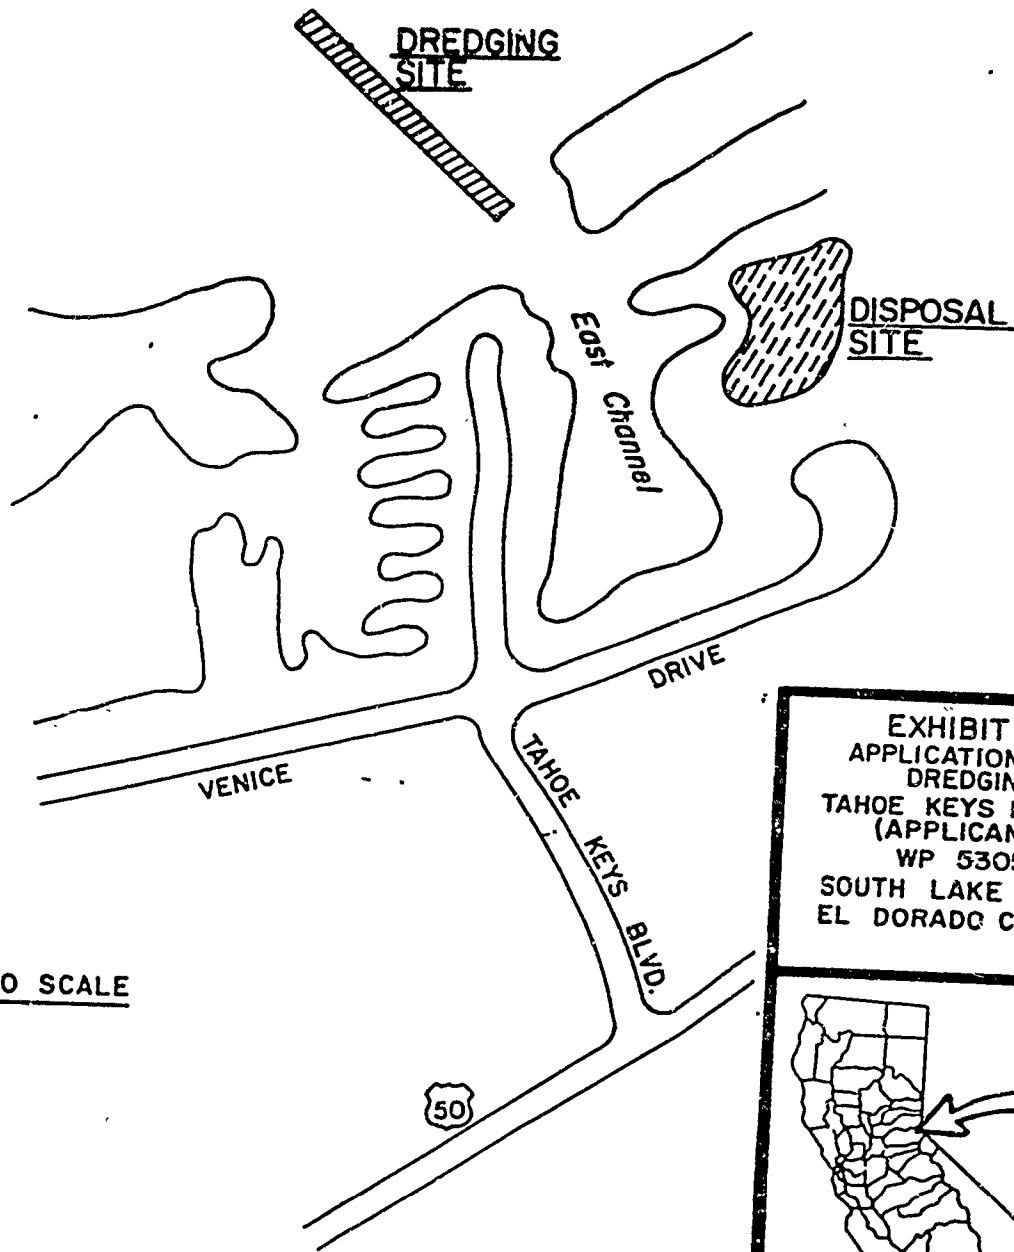 DREDGING
SITE
DISPOSAL
SITE
East Channel
DRIVE
VENICE
TAHOE KEYS BLVD.
EXHIBIT
APPLICATION
DREDGIN
TAHOE KEYS
(APPLICAN
WP 530
SOUTH LAKE
EL DORADO C
O SCALE
50